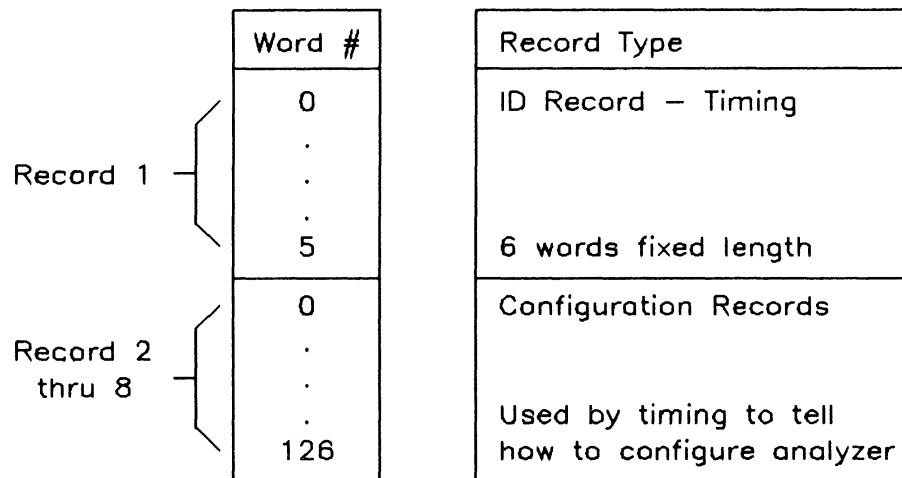 Word #
Record Type
0
ID Record – Timing
.
Record 1
.
.
5
6 words fixed length
0
Configuration Records
.
Record 2
thru 8
.
.
Used by timing to tell
126
how to configure analyzer